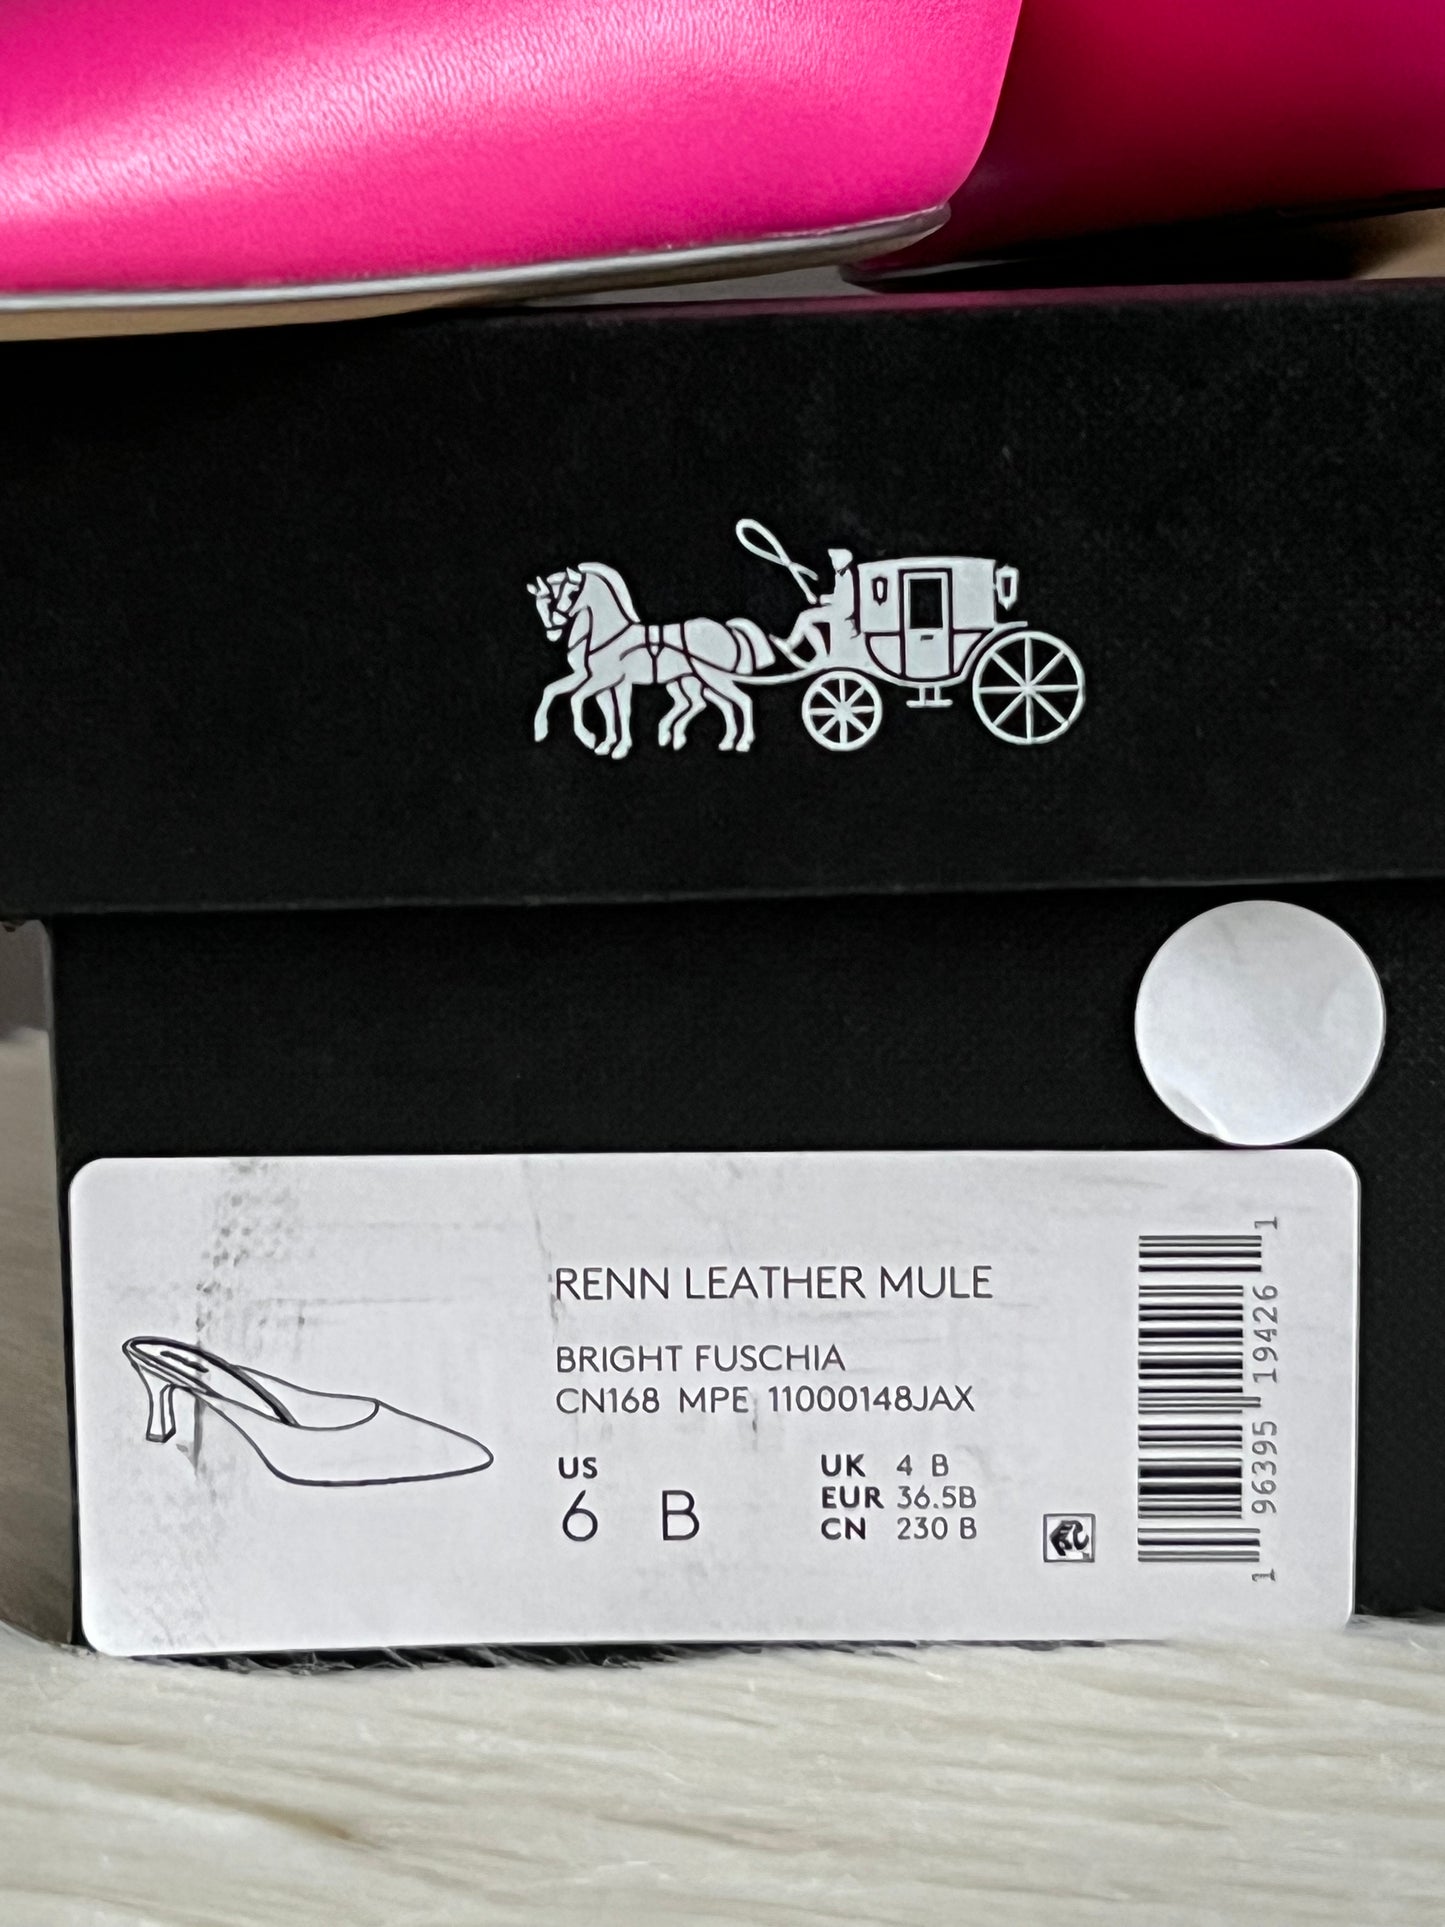 RENN LEATHER MULE
BRIGHT FUSCHIA
CN168 MPE 11000148JAX
US
6 B
UK 4 B
EUR 36.5B
CN 230 B
1 96395 19426 1